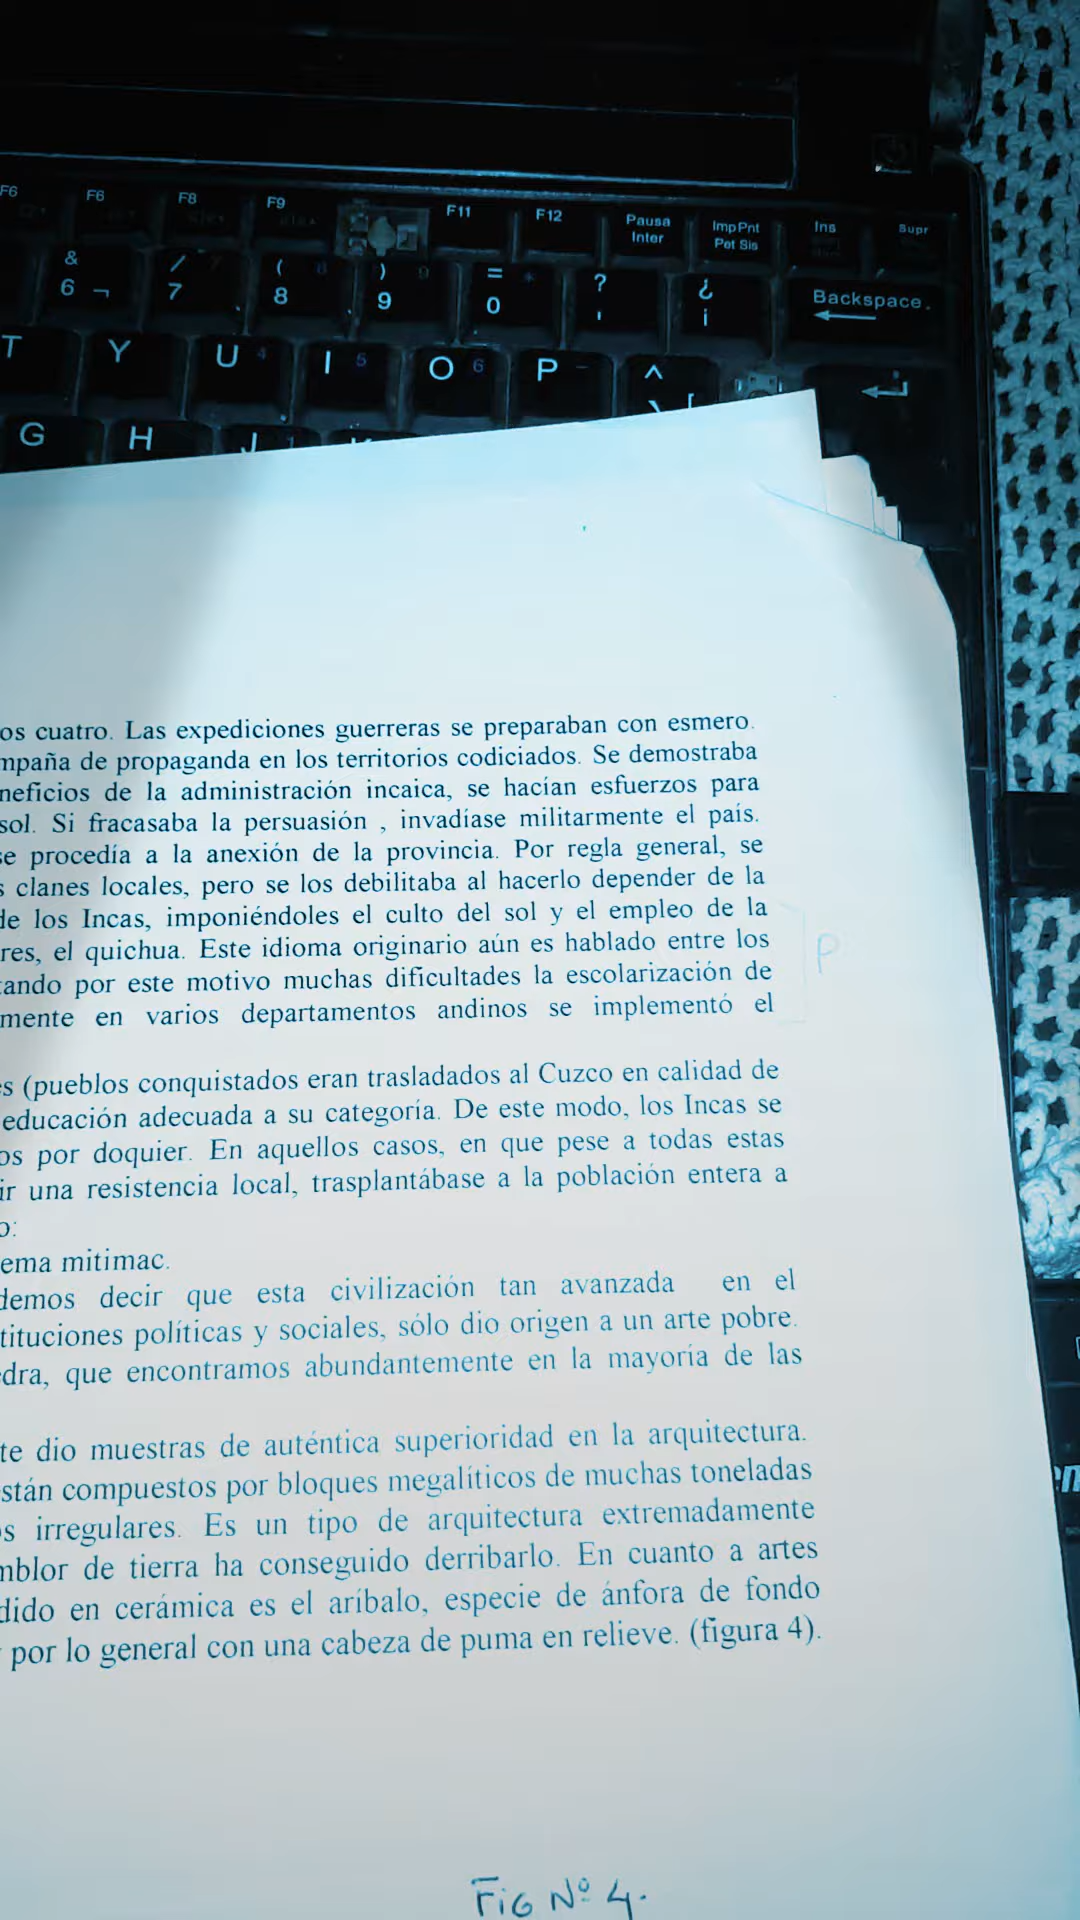 F6 F6 F8 F9 F11 F12 Pausa Inter ImpPnt Pet Sis Ins Supr
& 6 ¬ / 7 ( 8 ) 9 = 0 ? ' ¿ ¡ Backspace
T Y U 4 I 5 O 6 P - ^ [
G H J
os cuatro. Las expediciones guerreras se preparaban con esmero.
mpaña de propaganda en los territorios codiciados. Se demostraba
neficios de la administración incaica, se hacían esfuerzos para
sol. Si fracasaba la persuasión , invadíase militarmente el país.
se procedía a la anexión de la provincia. Por regla general, se
s clanes locales, pero se los debilitaba al hacerlo depender de la
de los Incas, imponiéndoles el culto del sol y el empleo de la
res, el quichua. Este idioma originario aún es hablado entre los
tando por este motivo muchas dificultades la escolarización de
mente en varios departamentos andinos se implementó el
P
es (pueblos conquistados eran trasladados al Cuzco en calidad de
educación adecuada a su categoría. De este modo, los Incas se
os por doquier. En aquellos casos, en que pese a todas estas
ir una resistencia local, trasplantábase a la población entera a
o:
ema mitimac.
demos decir que esta civilización tan avanzada en el
tituciones políticas y sociales, sólo dio origen a un arte pobre.
edra, que encontramos abundantemente en la mayoría de las
te dio muestras de auténtica superioridad en la arquitectura.
stán compuestos por bloques megalíticos de muchas toneladas
os irregulares. Es un tipo de arquitectura extremadamente
mblor de tierra ha conseguido derribarlo. En cuanto a artes
dido en cerámica es el aríbalo, especie de ánfora de fondo
por lo general con una cabeza de puma en relieve. (figura 4).
FiG Nº 4.